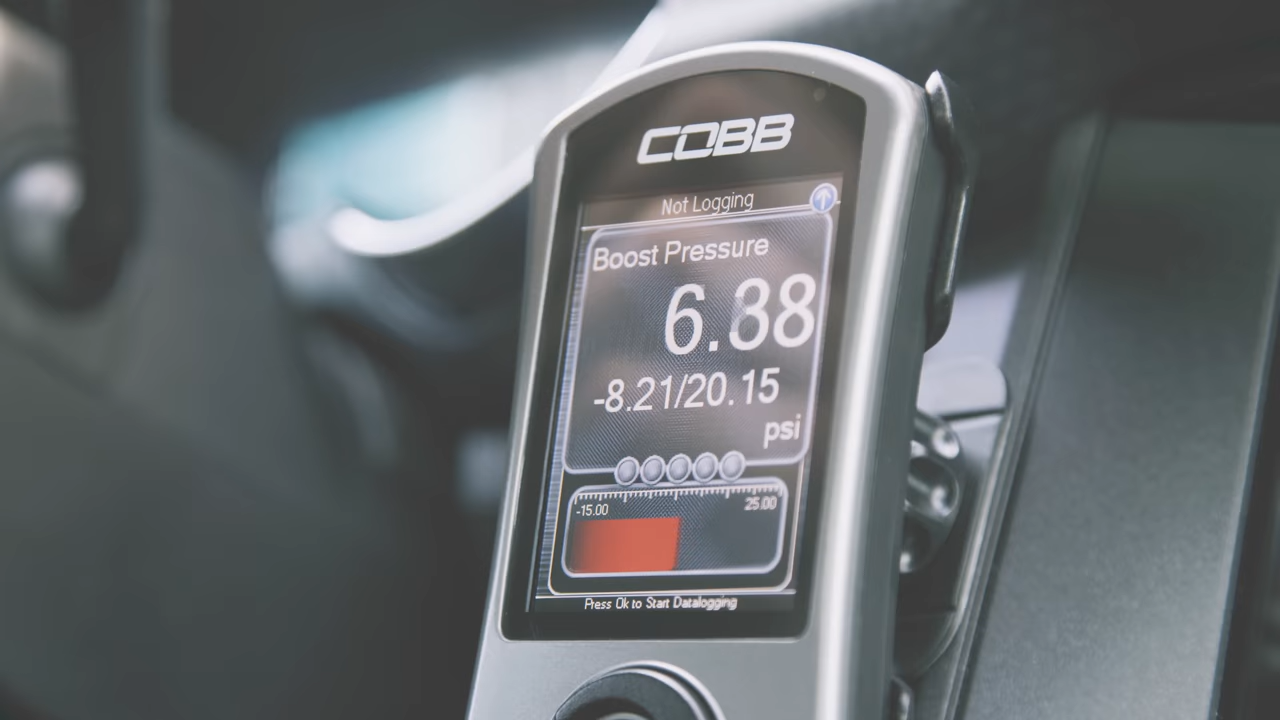 COBB
Not Logging
Boost Pressure
6.88
-8.21/20.15
psi
-15.00 25.00
Press Ok to Start Datalogging